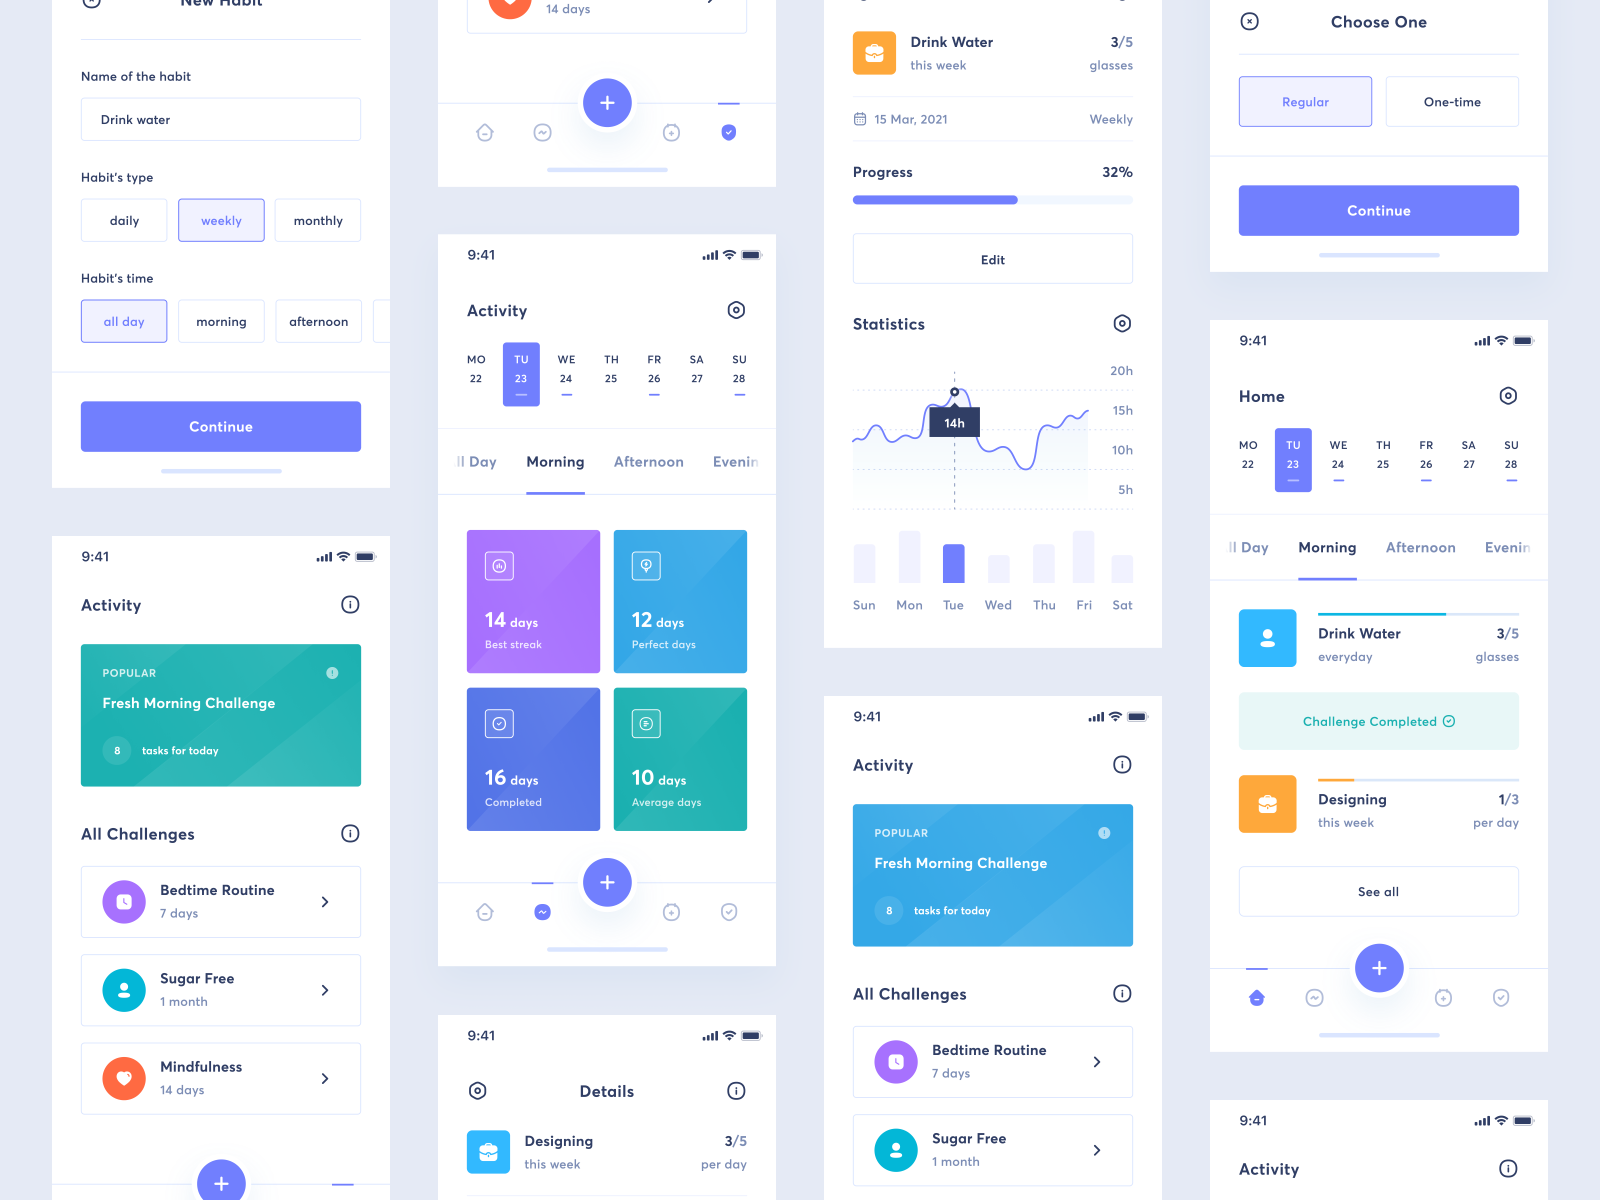 New Habit
Name of the habit
Drink water
Habit's type
daily weekly monthly
Habit's time
all day morning afternoon
Continue
9:41
Activity
POPULAR
Fresh Morning Challenge
8 tasks for today
All Challenges
Bedtime Routine
7 days
Sugar Free
1 month
Mindfulness
14 days
14 days
9:41
Activity
MO TU WE TH FR SA SU
22 23 24 25 26 27 28
ll Day Morning Afternoon Evenin
14 days
Best streak
12 days
Perfect days
16 days
Completed
10 days
Average days
9:41
Details
Designing 3/5
this week per day
Drink Water 3/5
this week glasses
15 Mar, 2021 Weekly
Progress 32%
Edit
Statistics
20h
15h
14h
10h
5h
Sun Mon Tue Wed Thu Fri Sat
9:41
Activity
POPULAR
Fresh Morning Challenge
8 tasks for today
All Challenges
Bedtime Routine
7 days
Sugar Free
1 month
Choose One
Regular One-time
Continue
9:41
Home
MO TU WE TH FR SA SU
22 23 24 25 26 27 28
ll Day Morning Afternoon Evenin
Drink Water 3/5
everyday glasses
Challenge Completed
Designing 1/3
this week per day
See all
9:41
Activity